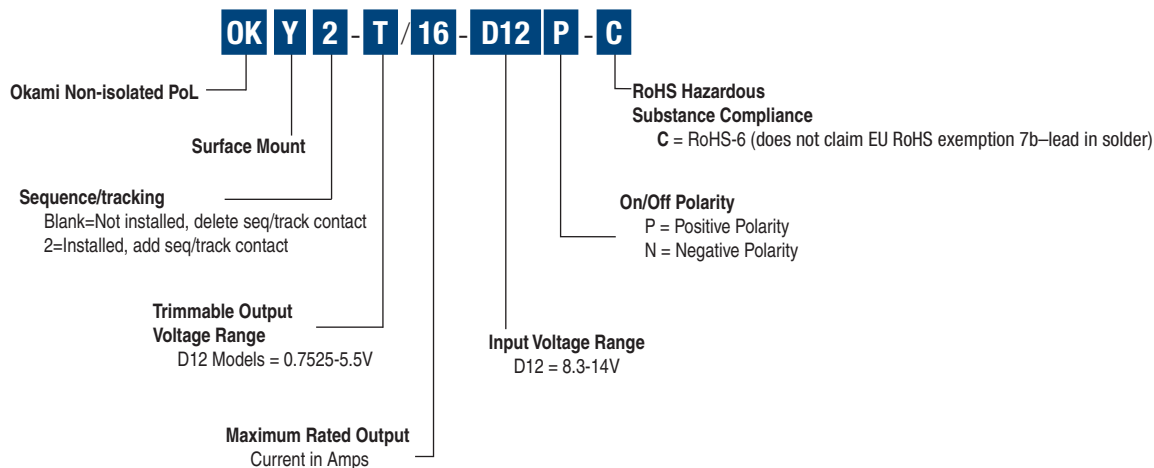 OK Y 2 - T / 16 - D12 P - C
Okami Non-isolated PoL
Surface Mount
Sequence/tracking
Blank=Not installed, delete seq/track contact
2=Installed, add seq/track contact
Trimmable Output
Voltage Range
D12 Models = 0.7525-5.5V
Maximum Rated Output
Current in Amps
Input Voltage Range
D12 = 8.3-14V
On/Off Polarity
P = Positive Polarity
N = Negative Polarity
RoHS Hazardous
Substance Compliance
C = RoHS-6 (does not claim EU RoHS exemption 7b–lead in solder)